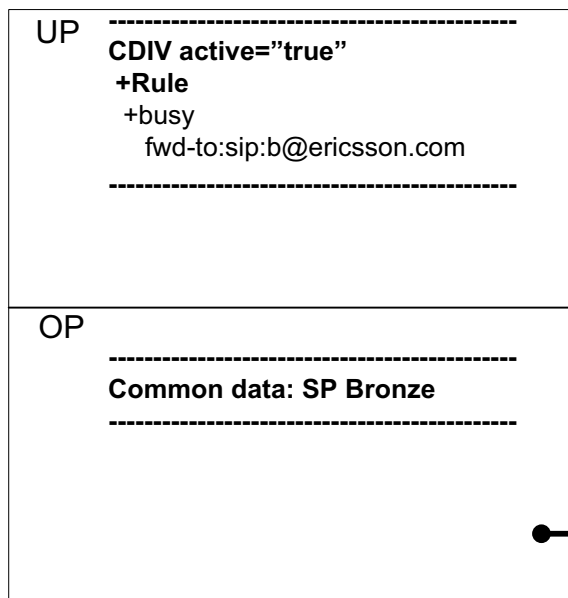 UP
----------------------------------------------
CDIV active=”true”
+Rule
+busy
fwd-to:sip:b@ericsson.com
----------------------------------------------
OP
----------------------------------------------
Common data: SP Bronze
----------------------------------------------